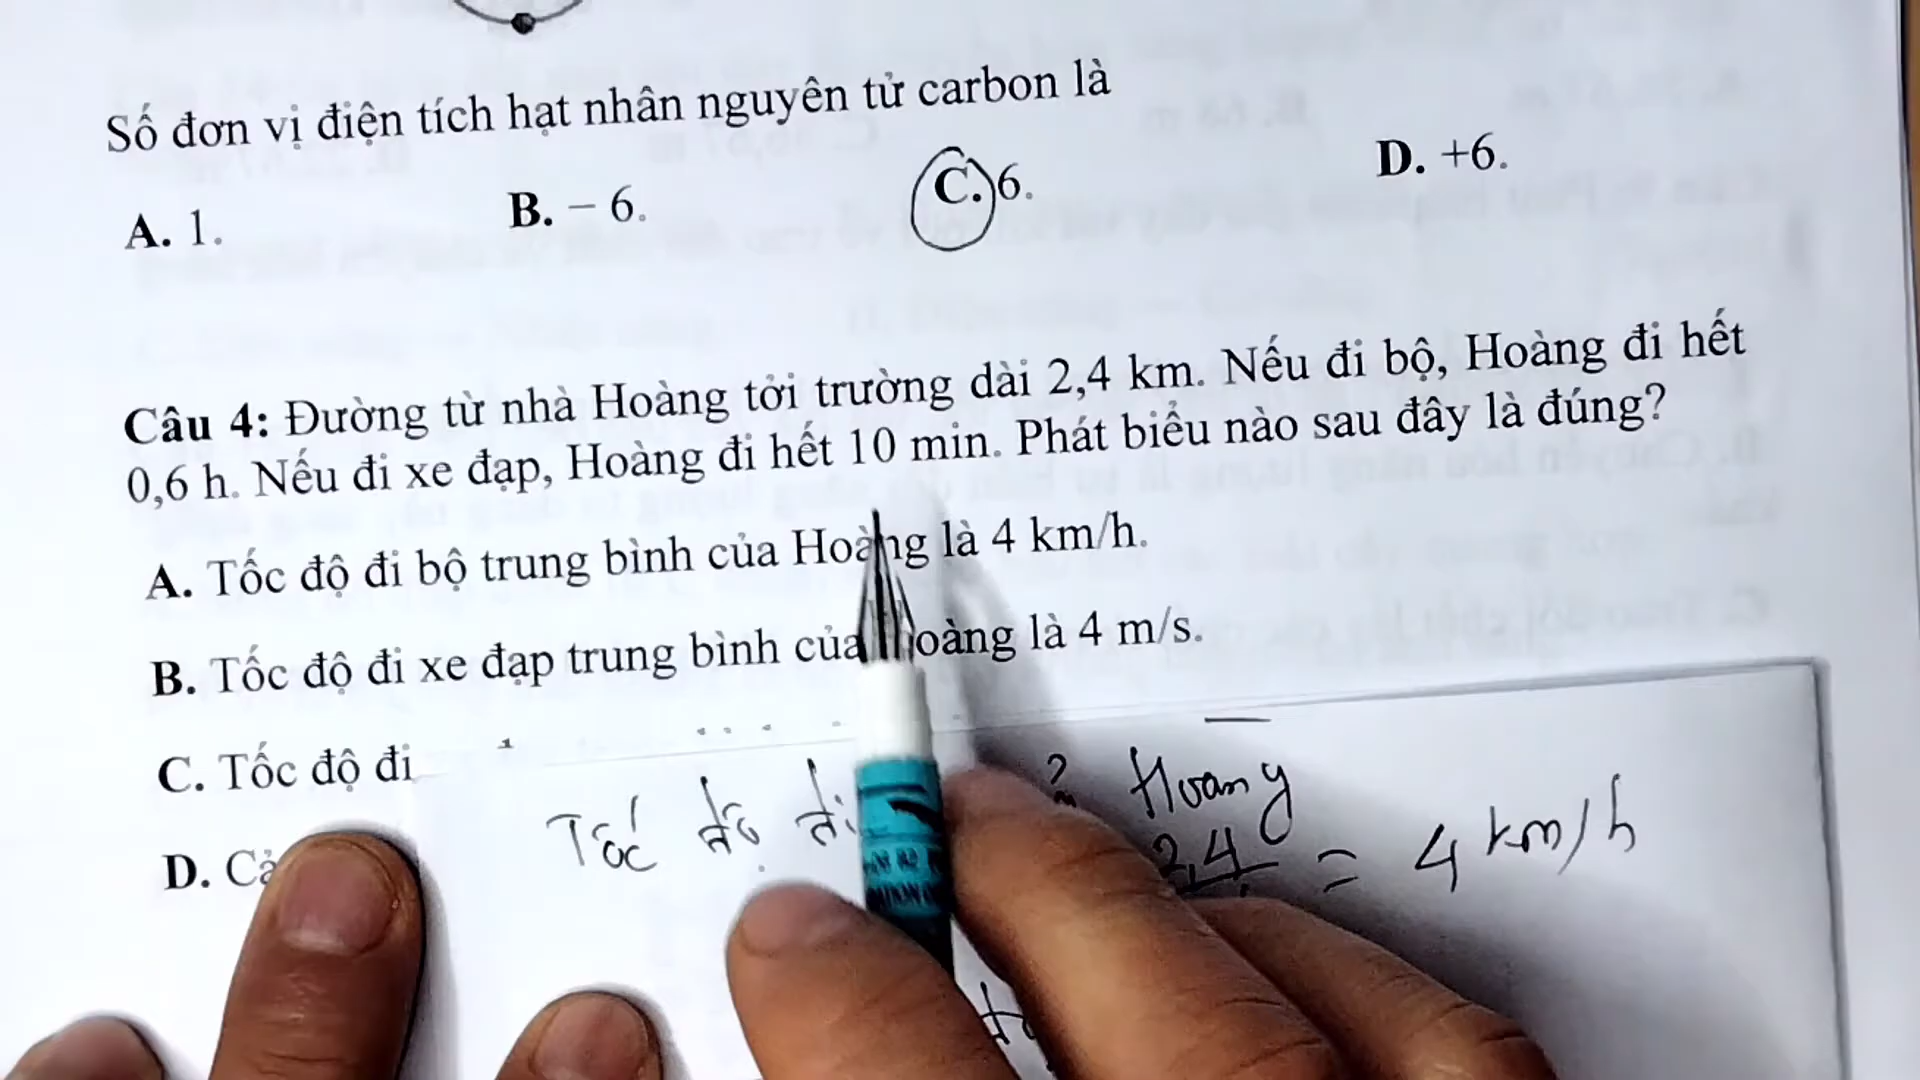 Số đơn vị điện tích hạt nhân nguyên tử carbon là
A. 1. B. – 6. C. 6. D. +6.
Câu 4: Đường từ nhà Hoàng tởi trường dài 2,4 km. Nếu đi bộ, Hoàng đi hết
0,6 h. Nếu đi xe đạp, Hoàng đi hết 10 min. Phát biểu nào sau đây là đúng?
A. Tốc độ đi bộ trung bình của Hoàng là 4 km/h.
B. Tốc độ đi xe đạp trung bình của Hoàng là 4 m/s.
C. Tốc độ đi
D. Cả
Tốc độ đi Hoàng
2,4 = 4 km/h